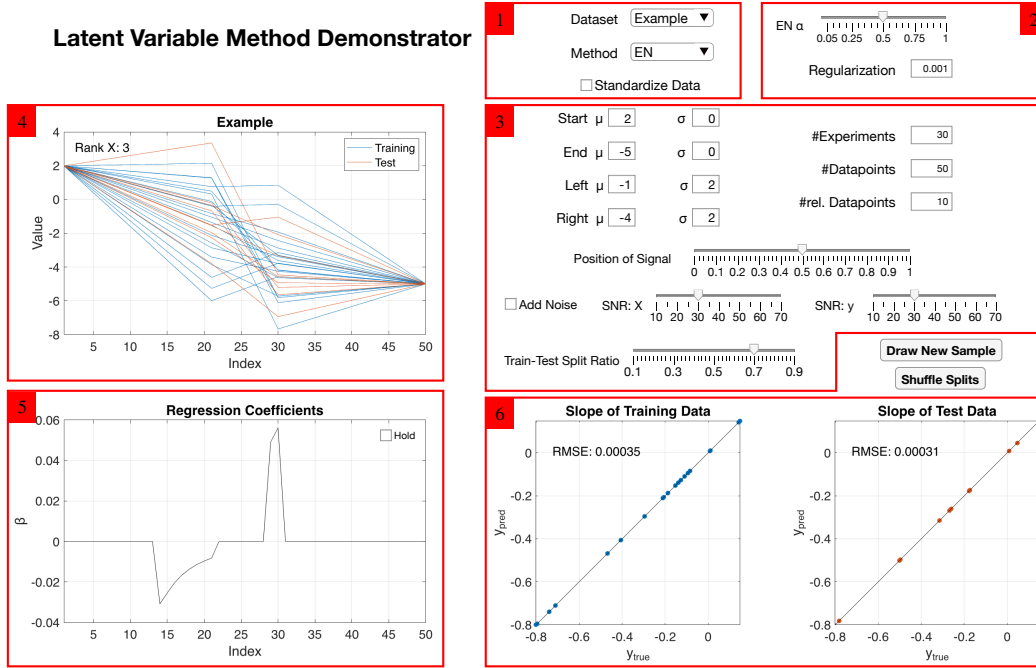 Latent Variable Method Demonstrator
1
Dataset Example ▼
Method EN ▼
Standardize Data
2
EN α
0.05 0.25 0.5 0.75 1
Regularization 0.001
3
Start μ 2 σ 0
End μ -5 σ 0
Left μ -1 σ 2
Right μ -4 σ 2
#Experiments 30
#Datapoints 50
#rel. Datapoints 10
Position of Signal
0 0.1 0.2 0.3 0.4 0.5 0.6 0.7 0.8 0.9 1
Add Noise
SNR: X
10 20 30 40 50 60 70
SNR: y
10 20 30 40 50 60 70
Train-Test Split Ratio
0.1 0.3 0.5 0.7 0.9
Draw New Sample
Shuffle Splits
4
Example
Rank X: 3
Training
Test
Value
4
2
0
-2
-4
-6
-8
5 10 15 20 25 30 35 40 45 50
Index
5
Regression Coefficients
Hold
β
0.06
0.04
0.02
0
-0.02
-0.04
5 10 15 20 25 30 35 40 45 50
Index
6
Slope of Training Data
RMSE: 0.00035
ypred
0
-0.2
-0.4
-0.6
-0.8
-0.8 -0.6 -0.4 -0.2 0
ytrue
Slope of Test Data
RMSE: 0.00031
ypred
0
-0.2
-0.4
-0.6
-0.8
-0.8 -0.6 -0.4 -0.2 0
ytrue